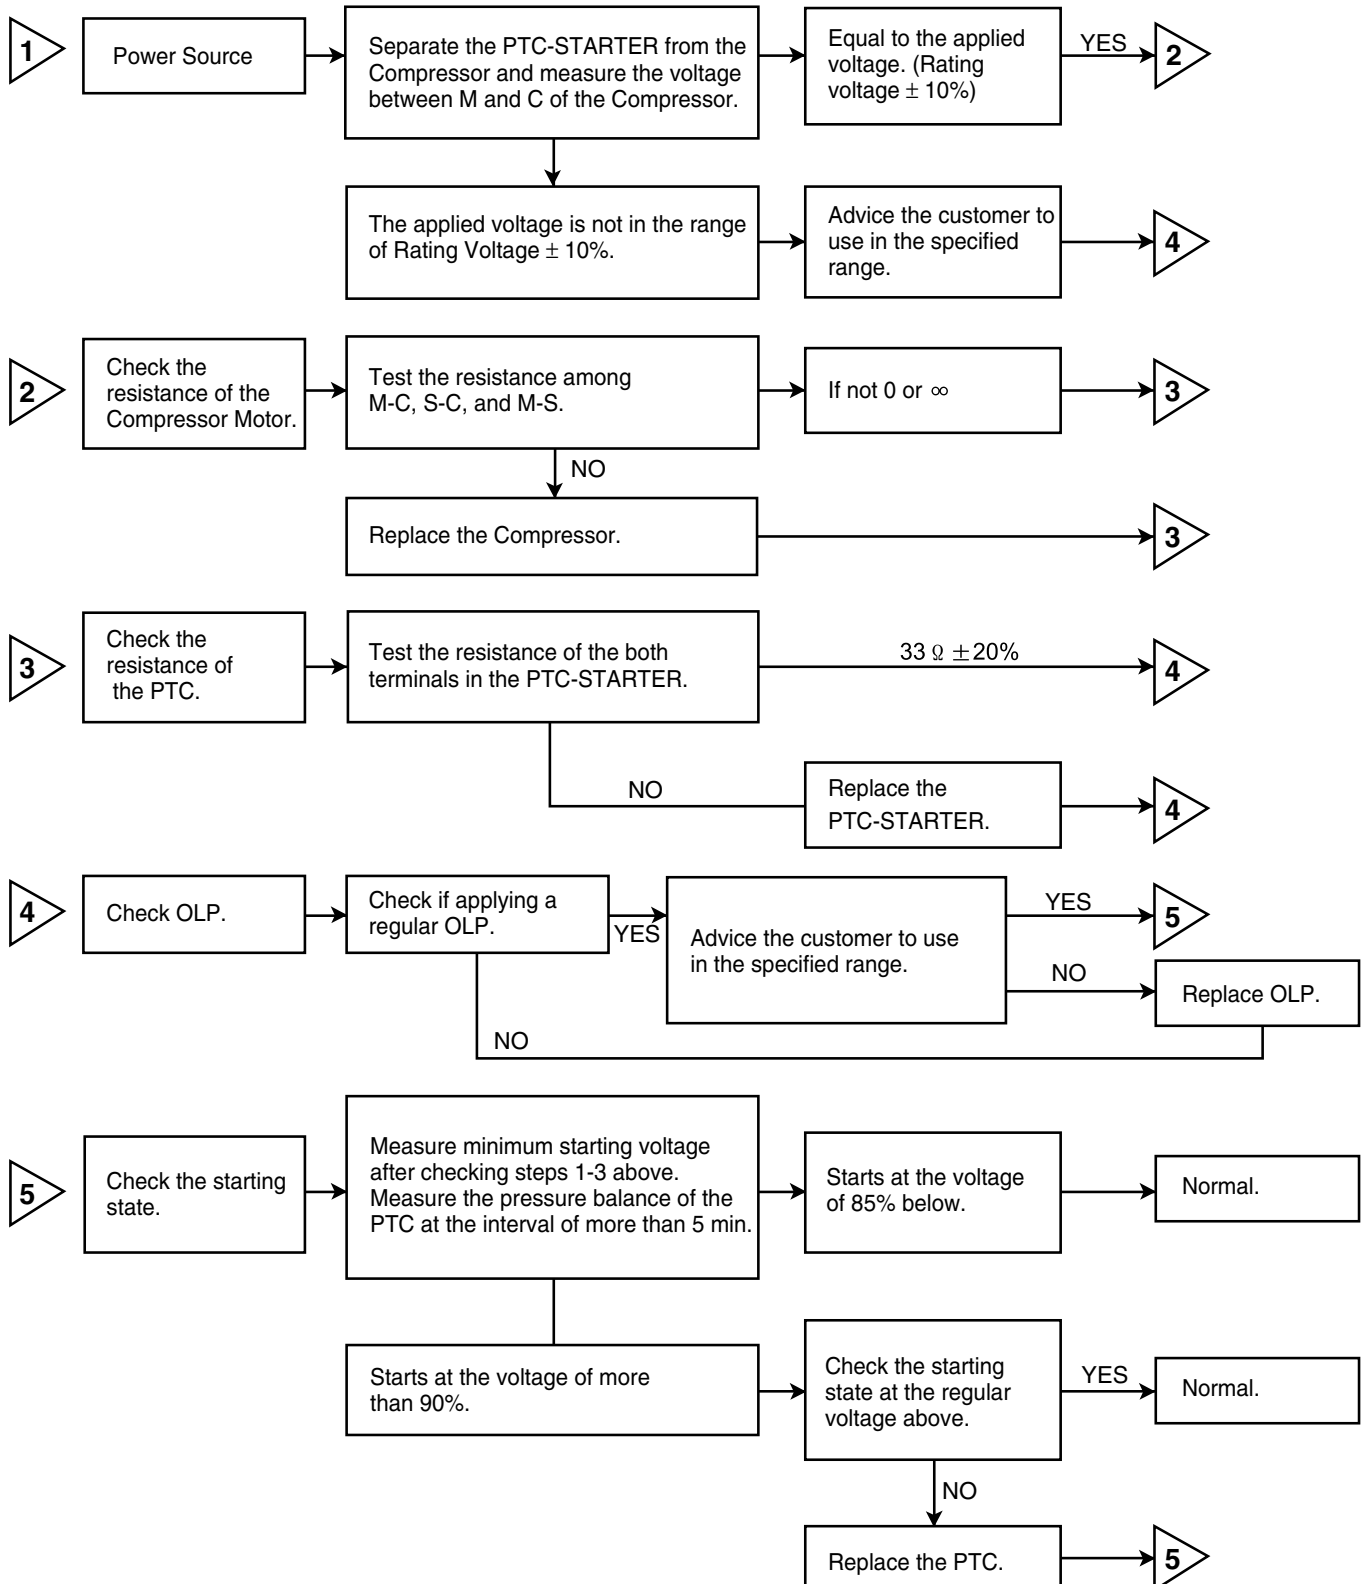 1
Power Source
Separate the PTC-STARTER from the
Compressor and measure the voltage
between M and C of the Compressor.
Equal to the applied
voltage. (Rating
voltage ± 10%)
YES
2
The applied voltage is not in the range
of Rating Voltage ± 10%.
Advice the customer to
use in the specified
range.
4
2
Check the
resistance of the
Compressor Motor.
Test the resistance among
M-C, S-C, and M-S.
If not 0 or ∞
3
NO
Replace the Compressor.
3
3
Check the
resistance of
the PTC.
Test the resistance of the both
terminals in the PTC-STARTER.
33 Ω ±20%
4
NO
Replace the
PTC-STARTER.
4
4
Check OLP.
Check if applying a
regular OLP.
YES
Advice the customer to use
in the specified range.
YES
5
NO
Replace OLP.
NO
5
Check the starting
state.
Measure minimum starting voltage
after checking steps 1-3 above.
Measure the pressure balance of the
PTC at the interval of more than 5 min.
Starts at the voltage
of 85% below.
Normal.
Starts at the voltage of more
than 90%.
Check the starting
state at the regular
voltage above.
YES
Normal.
NO
Replace the PTC.
5